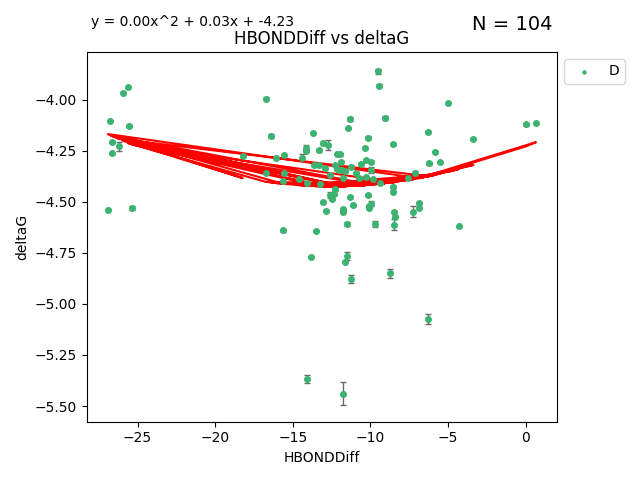 y = 0.00x^2 + 0.03x + -4.23
N = 104
HBONDDiff vs deltaG
D
−4.00
−4.25
−4.50
−4.75
−5.00
−5.25
−5.50
deltaG
−25
−20
−15
−10
−5
0
HBONDDiff